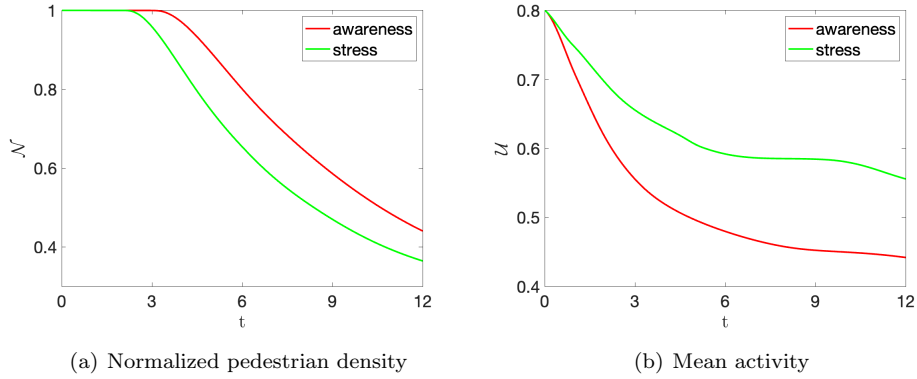 1
0.8
0.6
0.4
𝒩
0
3
6
9
12
t
awareness
stress
(a) Normalized pedestrian density
0.8
0.7
0.6
0.5
0.4
𝒰
0
3
6
9
12
t
awareness
stress
(b) Mean activity